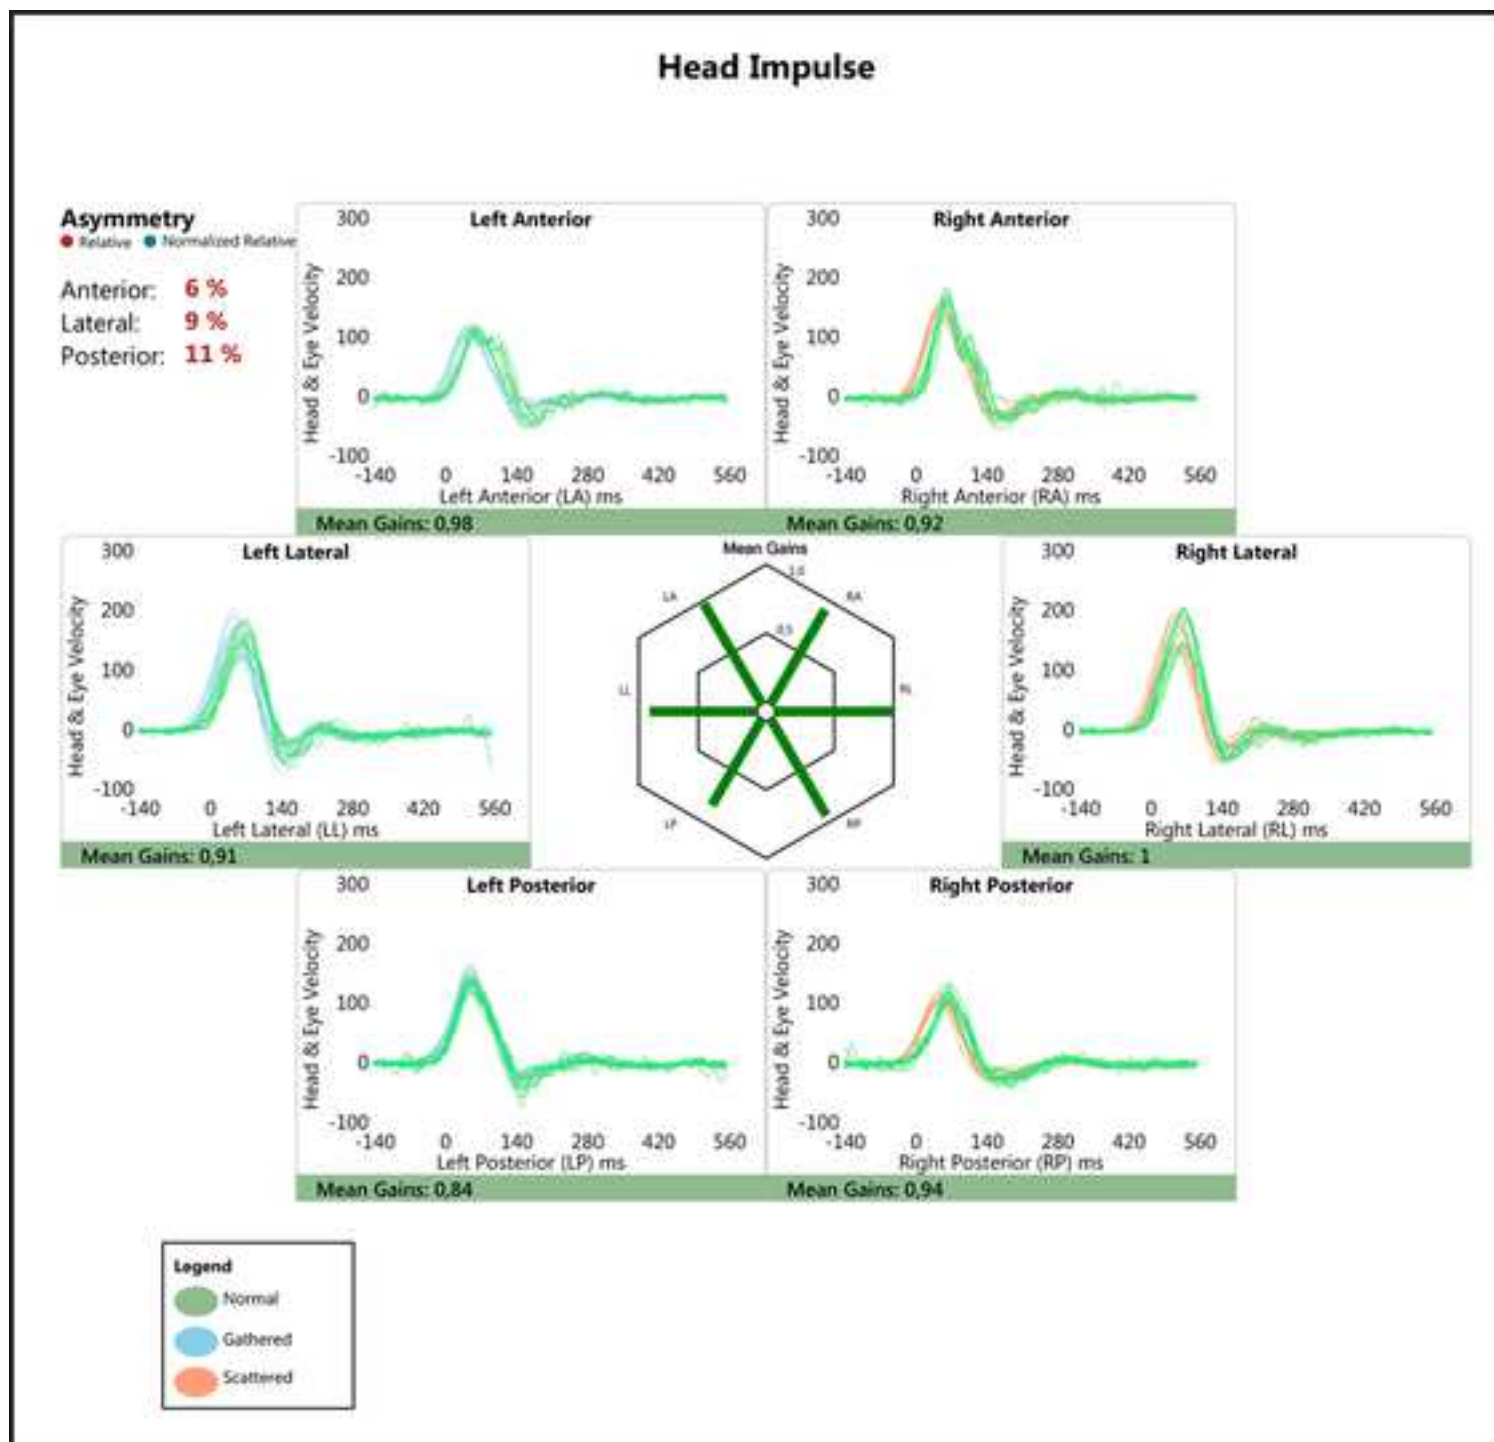 Head Impulse
Asymmetry
Relative Normalized Relative
Anterior: 6 %
Lateral: 9 %
Posterior: 11 %
Left Anterior
300
200
100
0
-100
Head & Eye Velocity
-140 0 140 280 420 560
Left Anterior (LA) ms
Mean Gains: 0,98
Right Anterior
300
200
100
0
-100
Head & Eye Velocity
-140 0 140 280 420 560
Right Anterior (RA) ms
Mean Gains: 0,92
Left Lateral
300
200
100
0
-100
Head & Eye Velocity
-140 0 140 280 420 560
Left Lateral (LL) ms
Mean Gains: 0,91
Mean Gains
1,0
LA RA
0,5
LL RL
LP RP
Right Lateral
300
200
100
0
-100
Head & Eye Velocity
-140 0 140 280 420 560
Right Lateral (RL) ms
Mean Gains: 1
Left Posterior
300
200
100
0
-100
Head & Eye Velocity
-140 0 140 280 420 560
Left Posterior (LP) ms
Mean Gains: 0,84
Right Posterior
300
200
100
0
-100
Head & Eye Velocity
-140 0 140 280 420 560
Right Posterior (RP) ms
Mean Gains: 0,94
Legend
Normal
Gathered
Scattered